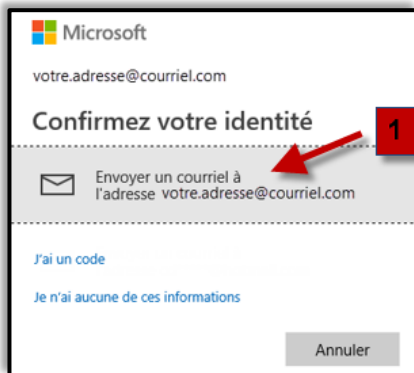 Microsoft
votre.adresse@courriel.com
Confirmez votre identité
1
Envoyer un courriel à
l'adresse votre.adresse@courriel.com
J'ai un code
Je n'ai aucune de ces informations
Annuler